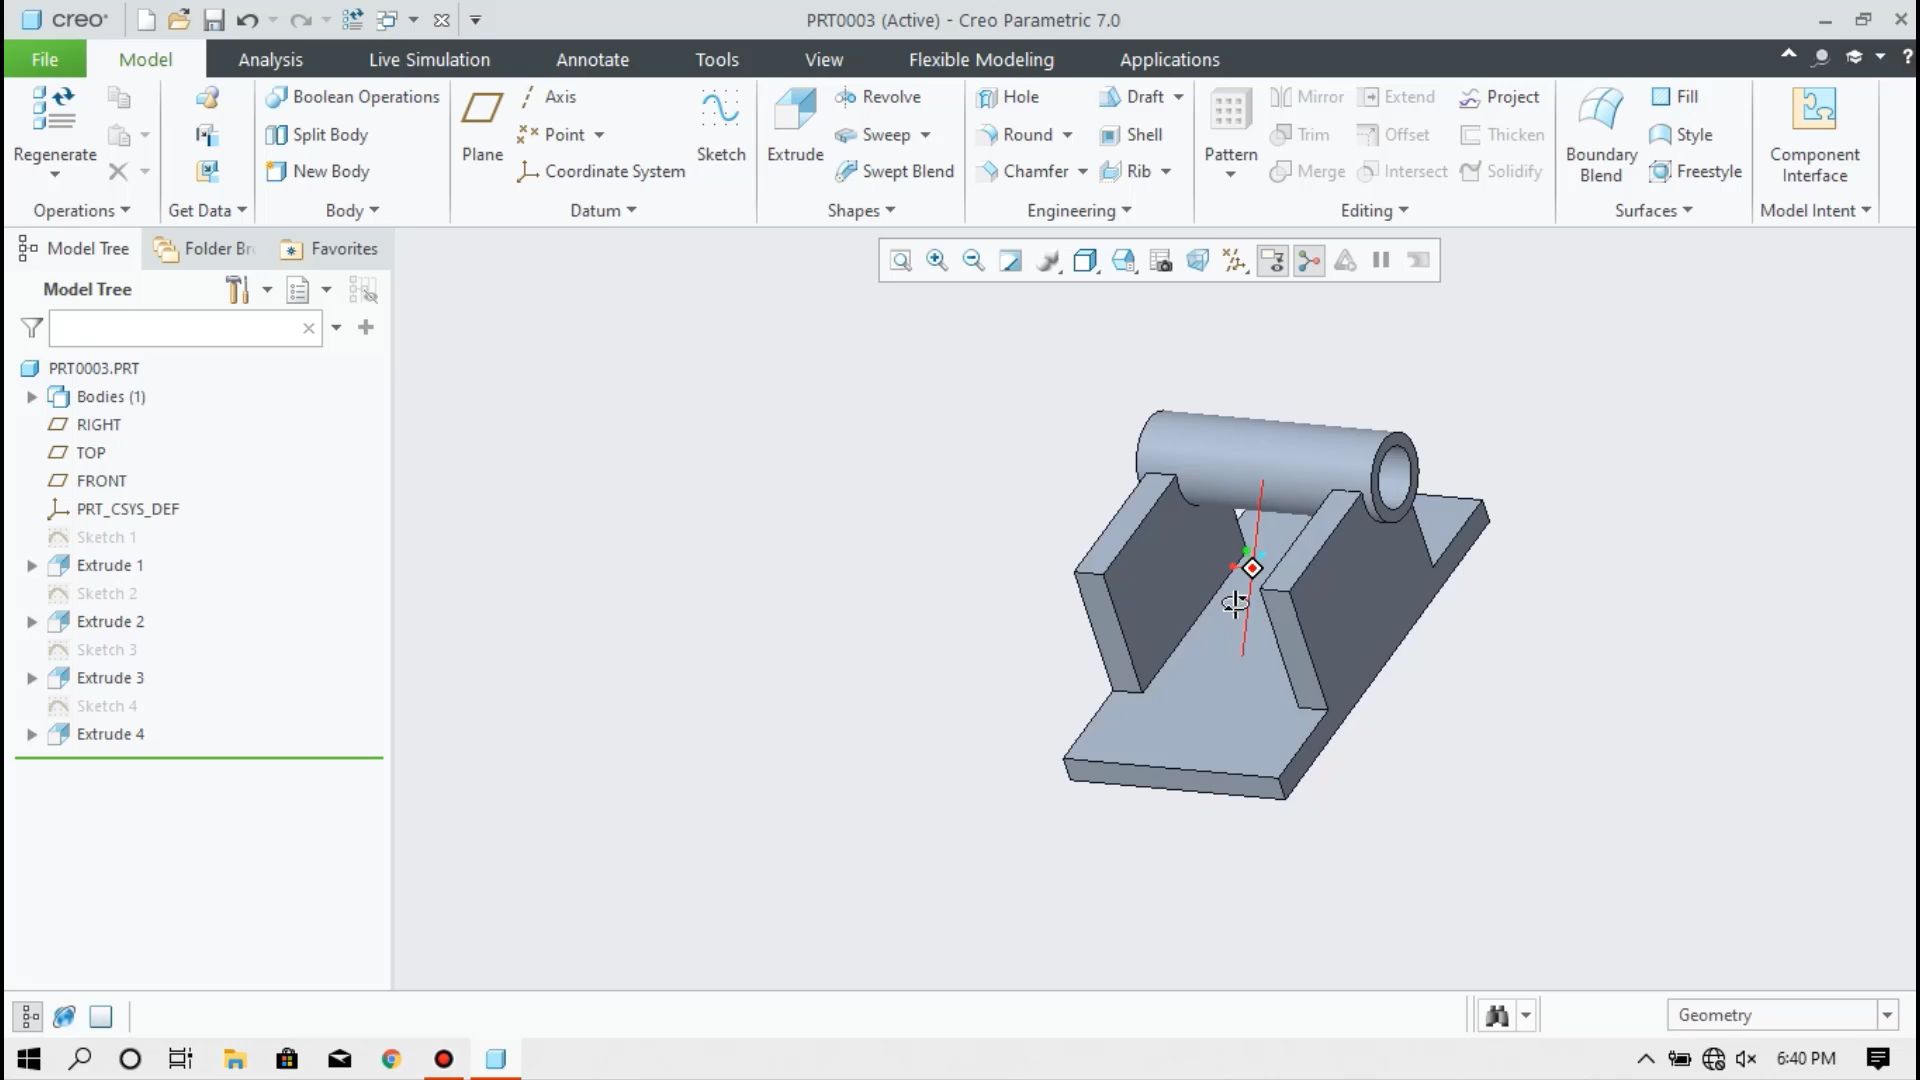 creo
PRT0003 (Active) - Creo Parametric 7.0
File Model Analysis Live Simulation Annotate Tools View Flexible Modeling Applications
Regenerate
Operations
Get Data
Boolean Operations
Split Body
New Body
Body
Plane
Axis
Point
Coordinate System
Sketch
Datum
Extrude
Revolve
Sweep
Swept Blend
Shapes
Hole
Round
Chamfer
Draft
Shell
Rib
Engineering
Pattern
Mirror
Trim
Merge
Extend
Offset
Intersect
Project
Thicken
Solidify
Editing
Boundary
Blend
Fill
Style
Freestyle
Surfaces
Component
Interface
Model Intent
Model Tree Folder Br Favorites
Model Tree
PRT0003.PRT
Bodies (1)
RIGHT
TOP
FRONT
PRT_CSYS_DEF
Sketch 1
Extrude 1
Sketch 2
Extrude 2
Sketch 3
Extrude 3
Sketch 4
Extrude 4
Geometry
6:40 PM